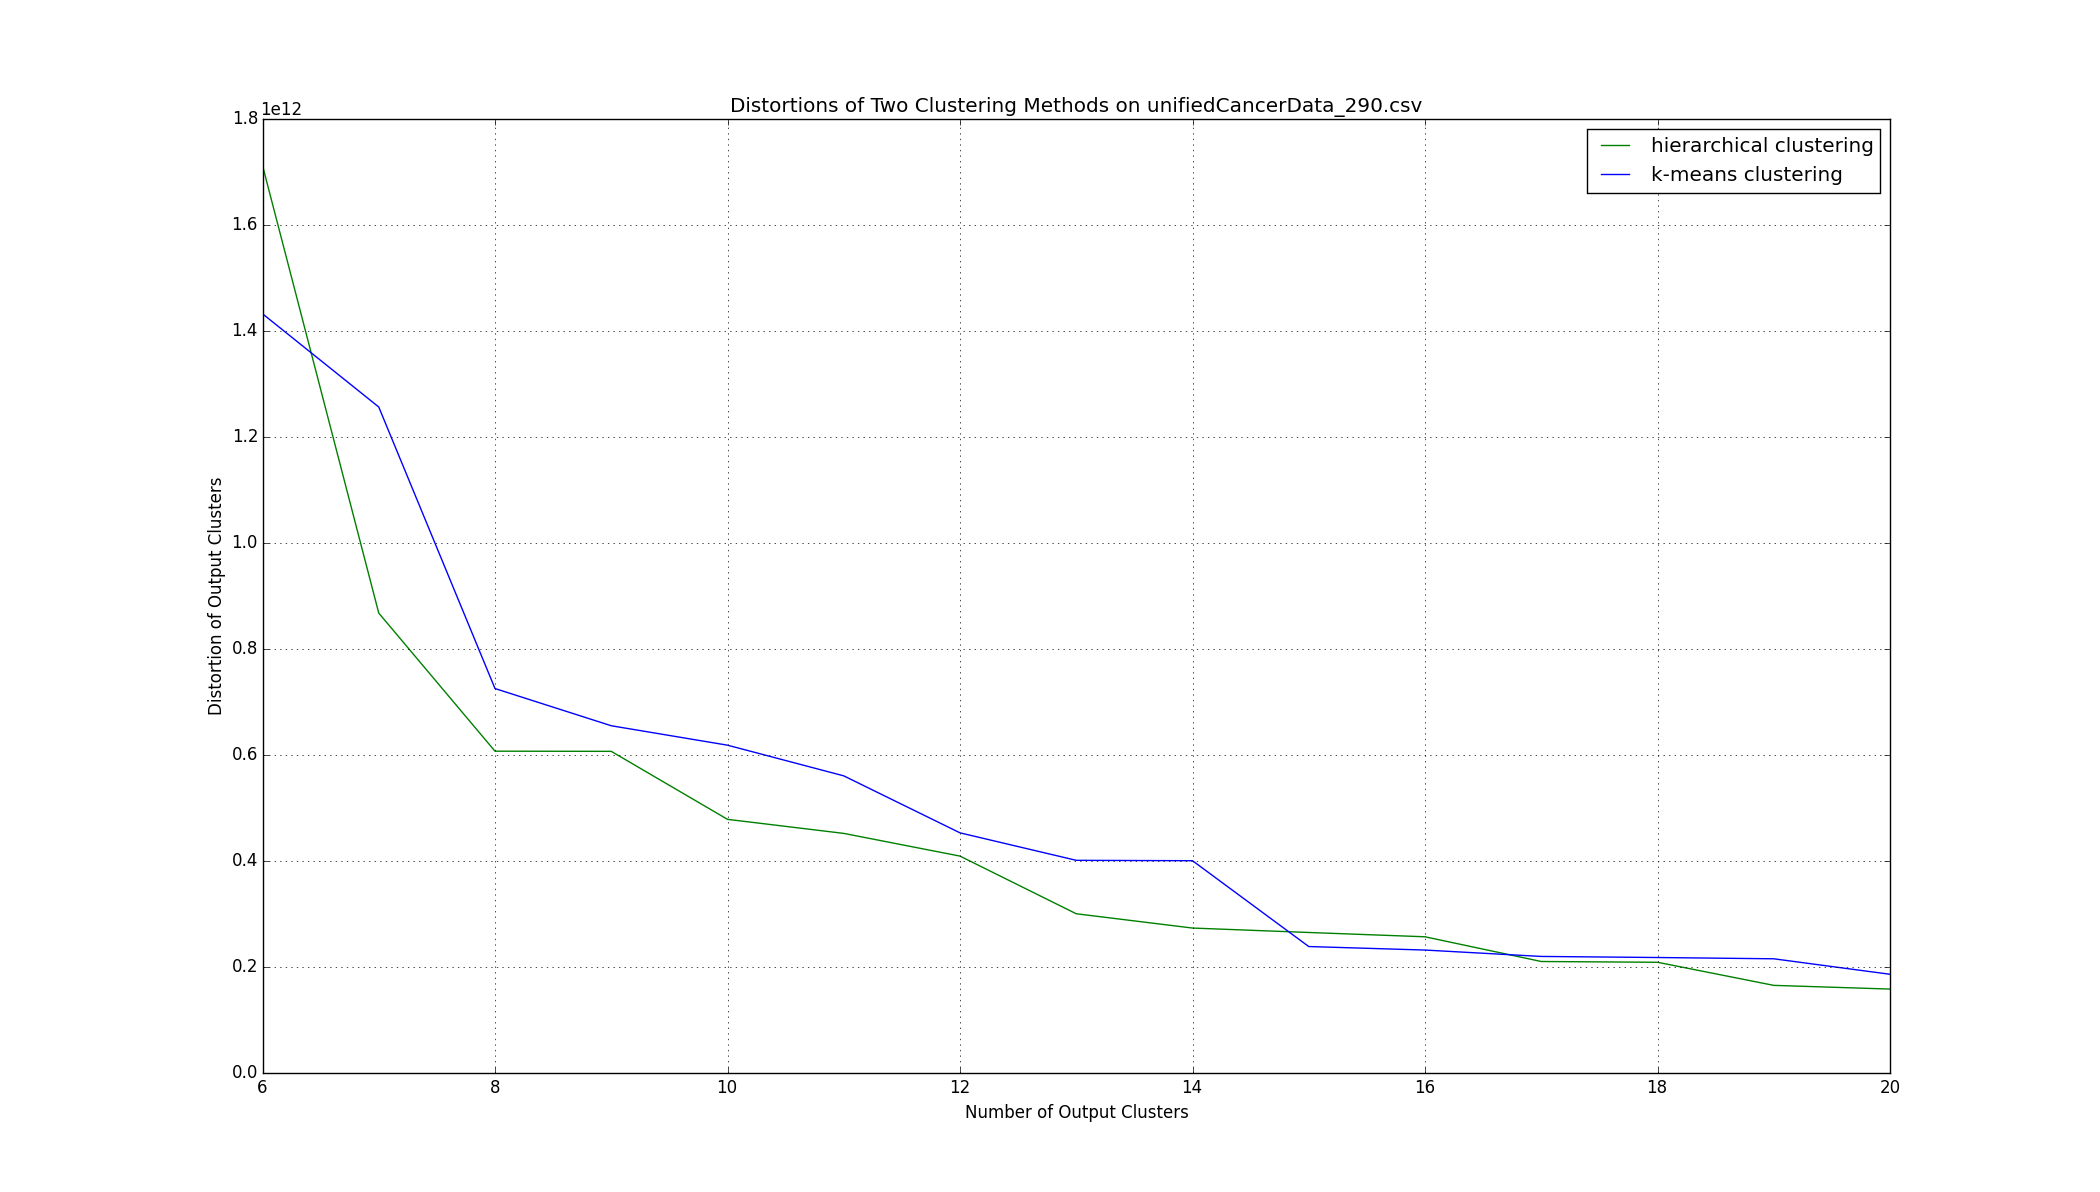 Distortions of Two Clustering Methods on unifiedCancerData_290.csv
1e12
hierarchical clustering
k-means clustering
1.8
1.6
1.4
1.2
1.0
0.8
0.6
0.4
0.2
0.0
Distortion of Output Clusters
6 8 10 12 14 16 18 20
Number of Output Clusters